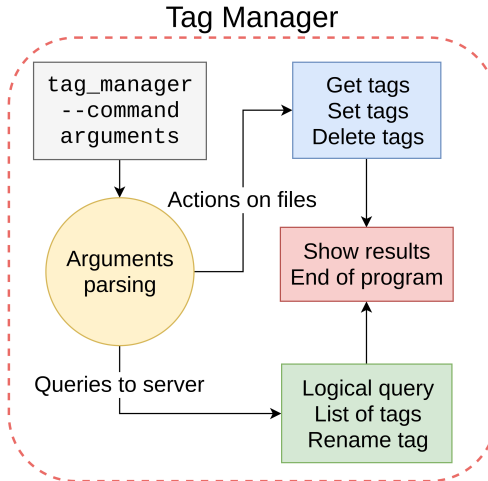 Tag Manager
tag_manager
--command
arguments
Get tags
Set tags
Delete tags
Actions on files
Arguments
parsing
Show results
End of program
Queries to server
Logical query
List of tags
Rename tag